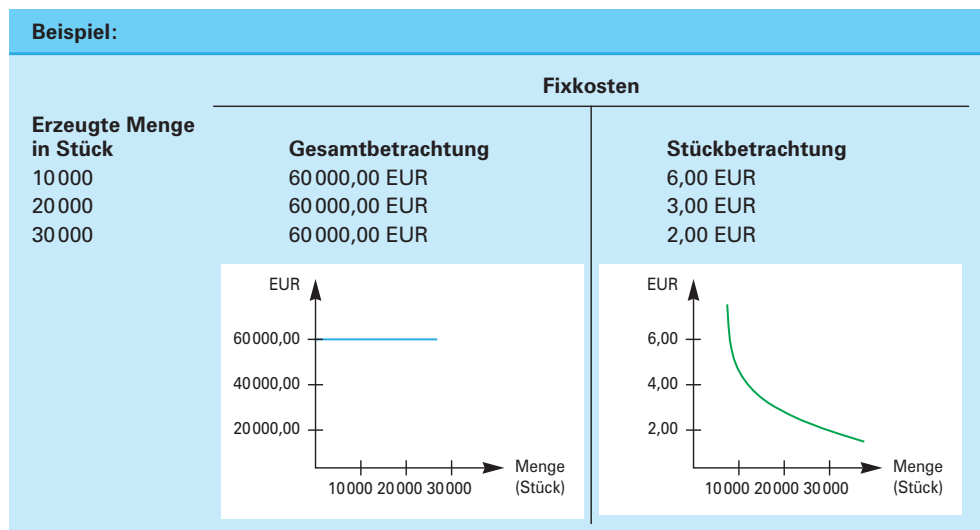 Beispiel:
Fixkosten
Erzeugte Menge
in Stück Gesamtbetrachtung Stückbetrachtung
10 000 60 000,00 EUR 6,00 EUR
20 000 60 000,00 EUR 3,00 EUR
30 000 60 000,00 EUR 2,00 EUR
EUR
60 000,00
40 000,00
20 000,00
Menge
10 000 20 000 30 000 (Stück)
EUR
6,00
4,00
2,00
Menge
10 000 20 000 30 000 (Stück)